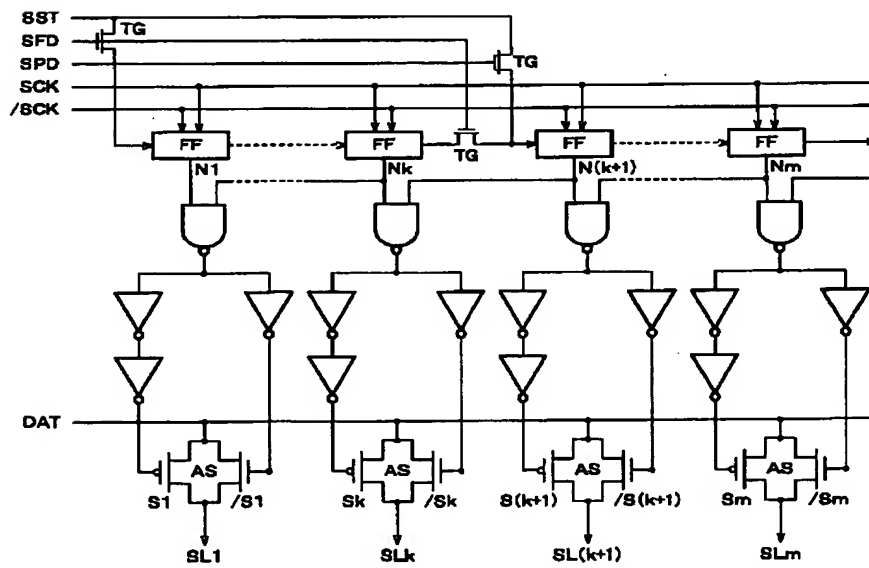 SST
TG
SFD
SPD
TG
SCK
/SCK
FF FF FF FF
TG
N1 Nk N(k+1) Nm
DAT
AS AS AS AS
S1 /S1 Sk /Sk S(k+1) /S(k+1) Sm /Sm
SL1 SLk SL(k+1) SLm